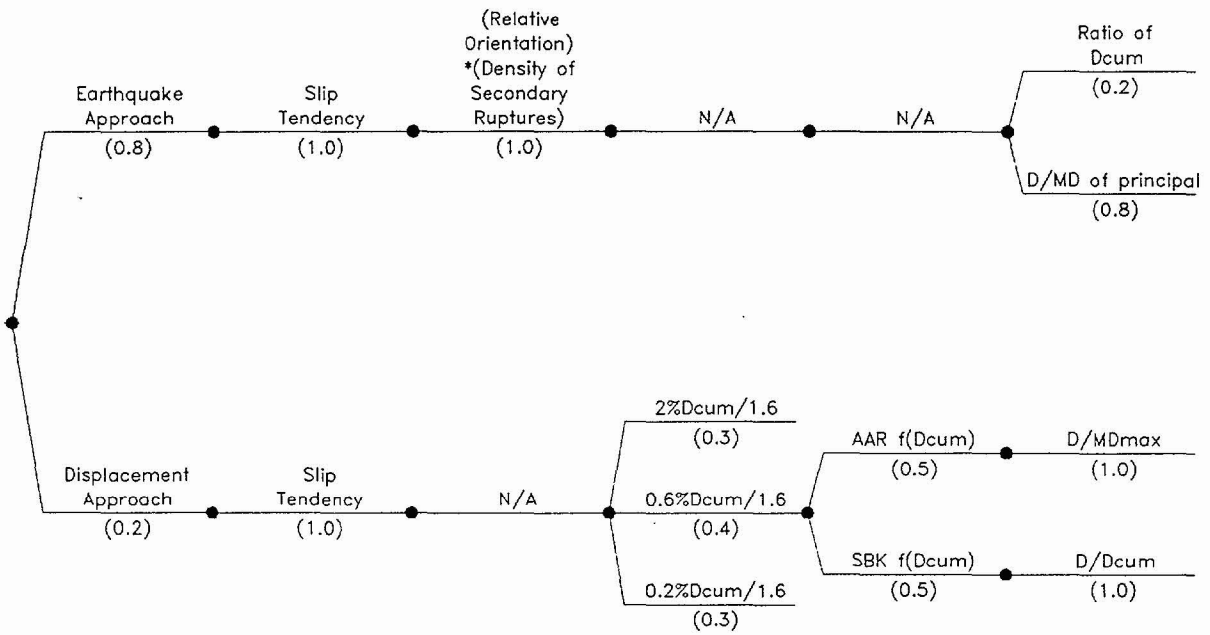 (Relative
Orientation)
*(Density of
Secondary
Ruptures)
(1.0)
Earthquake
Approach
(0.8)
Slip
Tendency
(1.0)
N/A
N/A
Ratio of
Dcum
(0.2)
D/MD of principal
(0.8)
Displacement
Approach
(0.2)
Slip
Tendency
(1.0)
N/A
2%Dcum/1.6
(0.3)
0.6%Dcum/1.6
(0.4)
0.2%Dcum/1.6
(0.3)
AAR f(Dcum)
(0.5)
D/MDmax
(1.0)
SBK f(Dcum)
(0.5)
D/Dcum
(1.0)